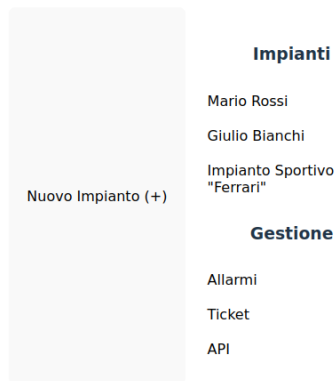 Nuovo Impianto (+)
Impianti
Mario Rossi
Giulio Bianchi
Impianto Sportivo
"Ferrari"
Gestione
Allarmi
Ticket
API